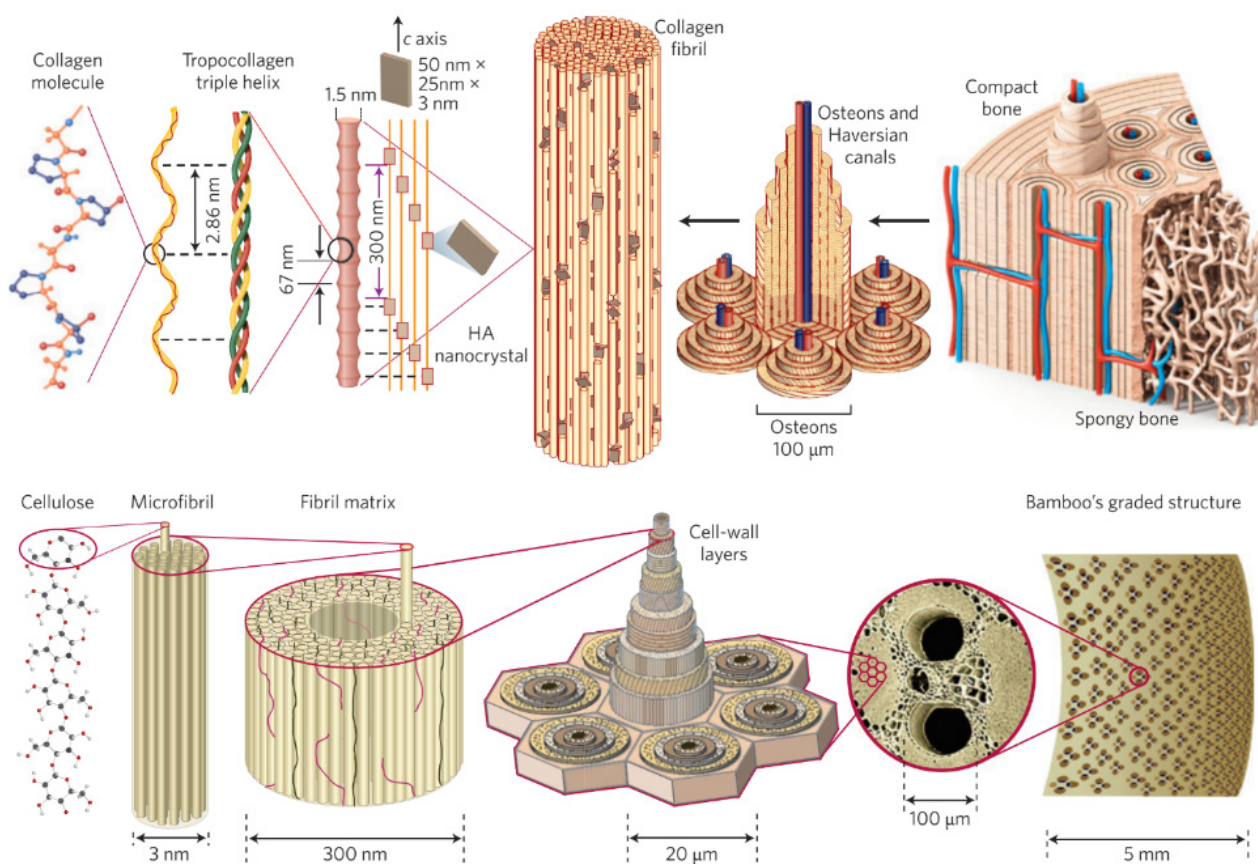 Collagen
molecule
Tropocollagen
triple helix
c axis
50 nm ×
25nm ×
3 nm
1.5 nm
2.86 nm
67 nm
300 nm
HA
nanocrystal
Collagen
fibril
Osteons and
Haversian
canals
Osteons
100 µm
Compact
bone
Spongy bone
Cellulose
Microfibril
Fibril matrix
Cell-wall
layers
Bamboo's graded structure
3 nm
300 nm
20 µm
100 µm
5 mm